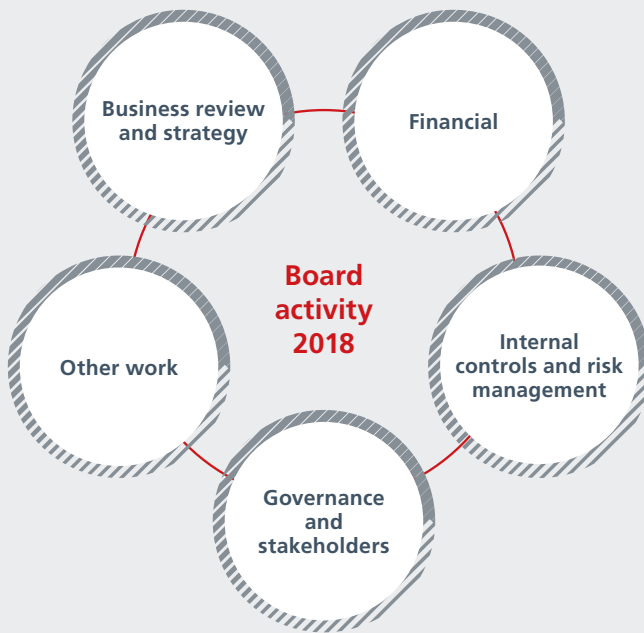 Business review
and strategy
Financial
Board
activity
2018
Internal
controls and risk
management
Other work
Governance
and
stakeholders